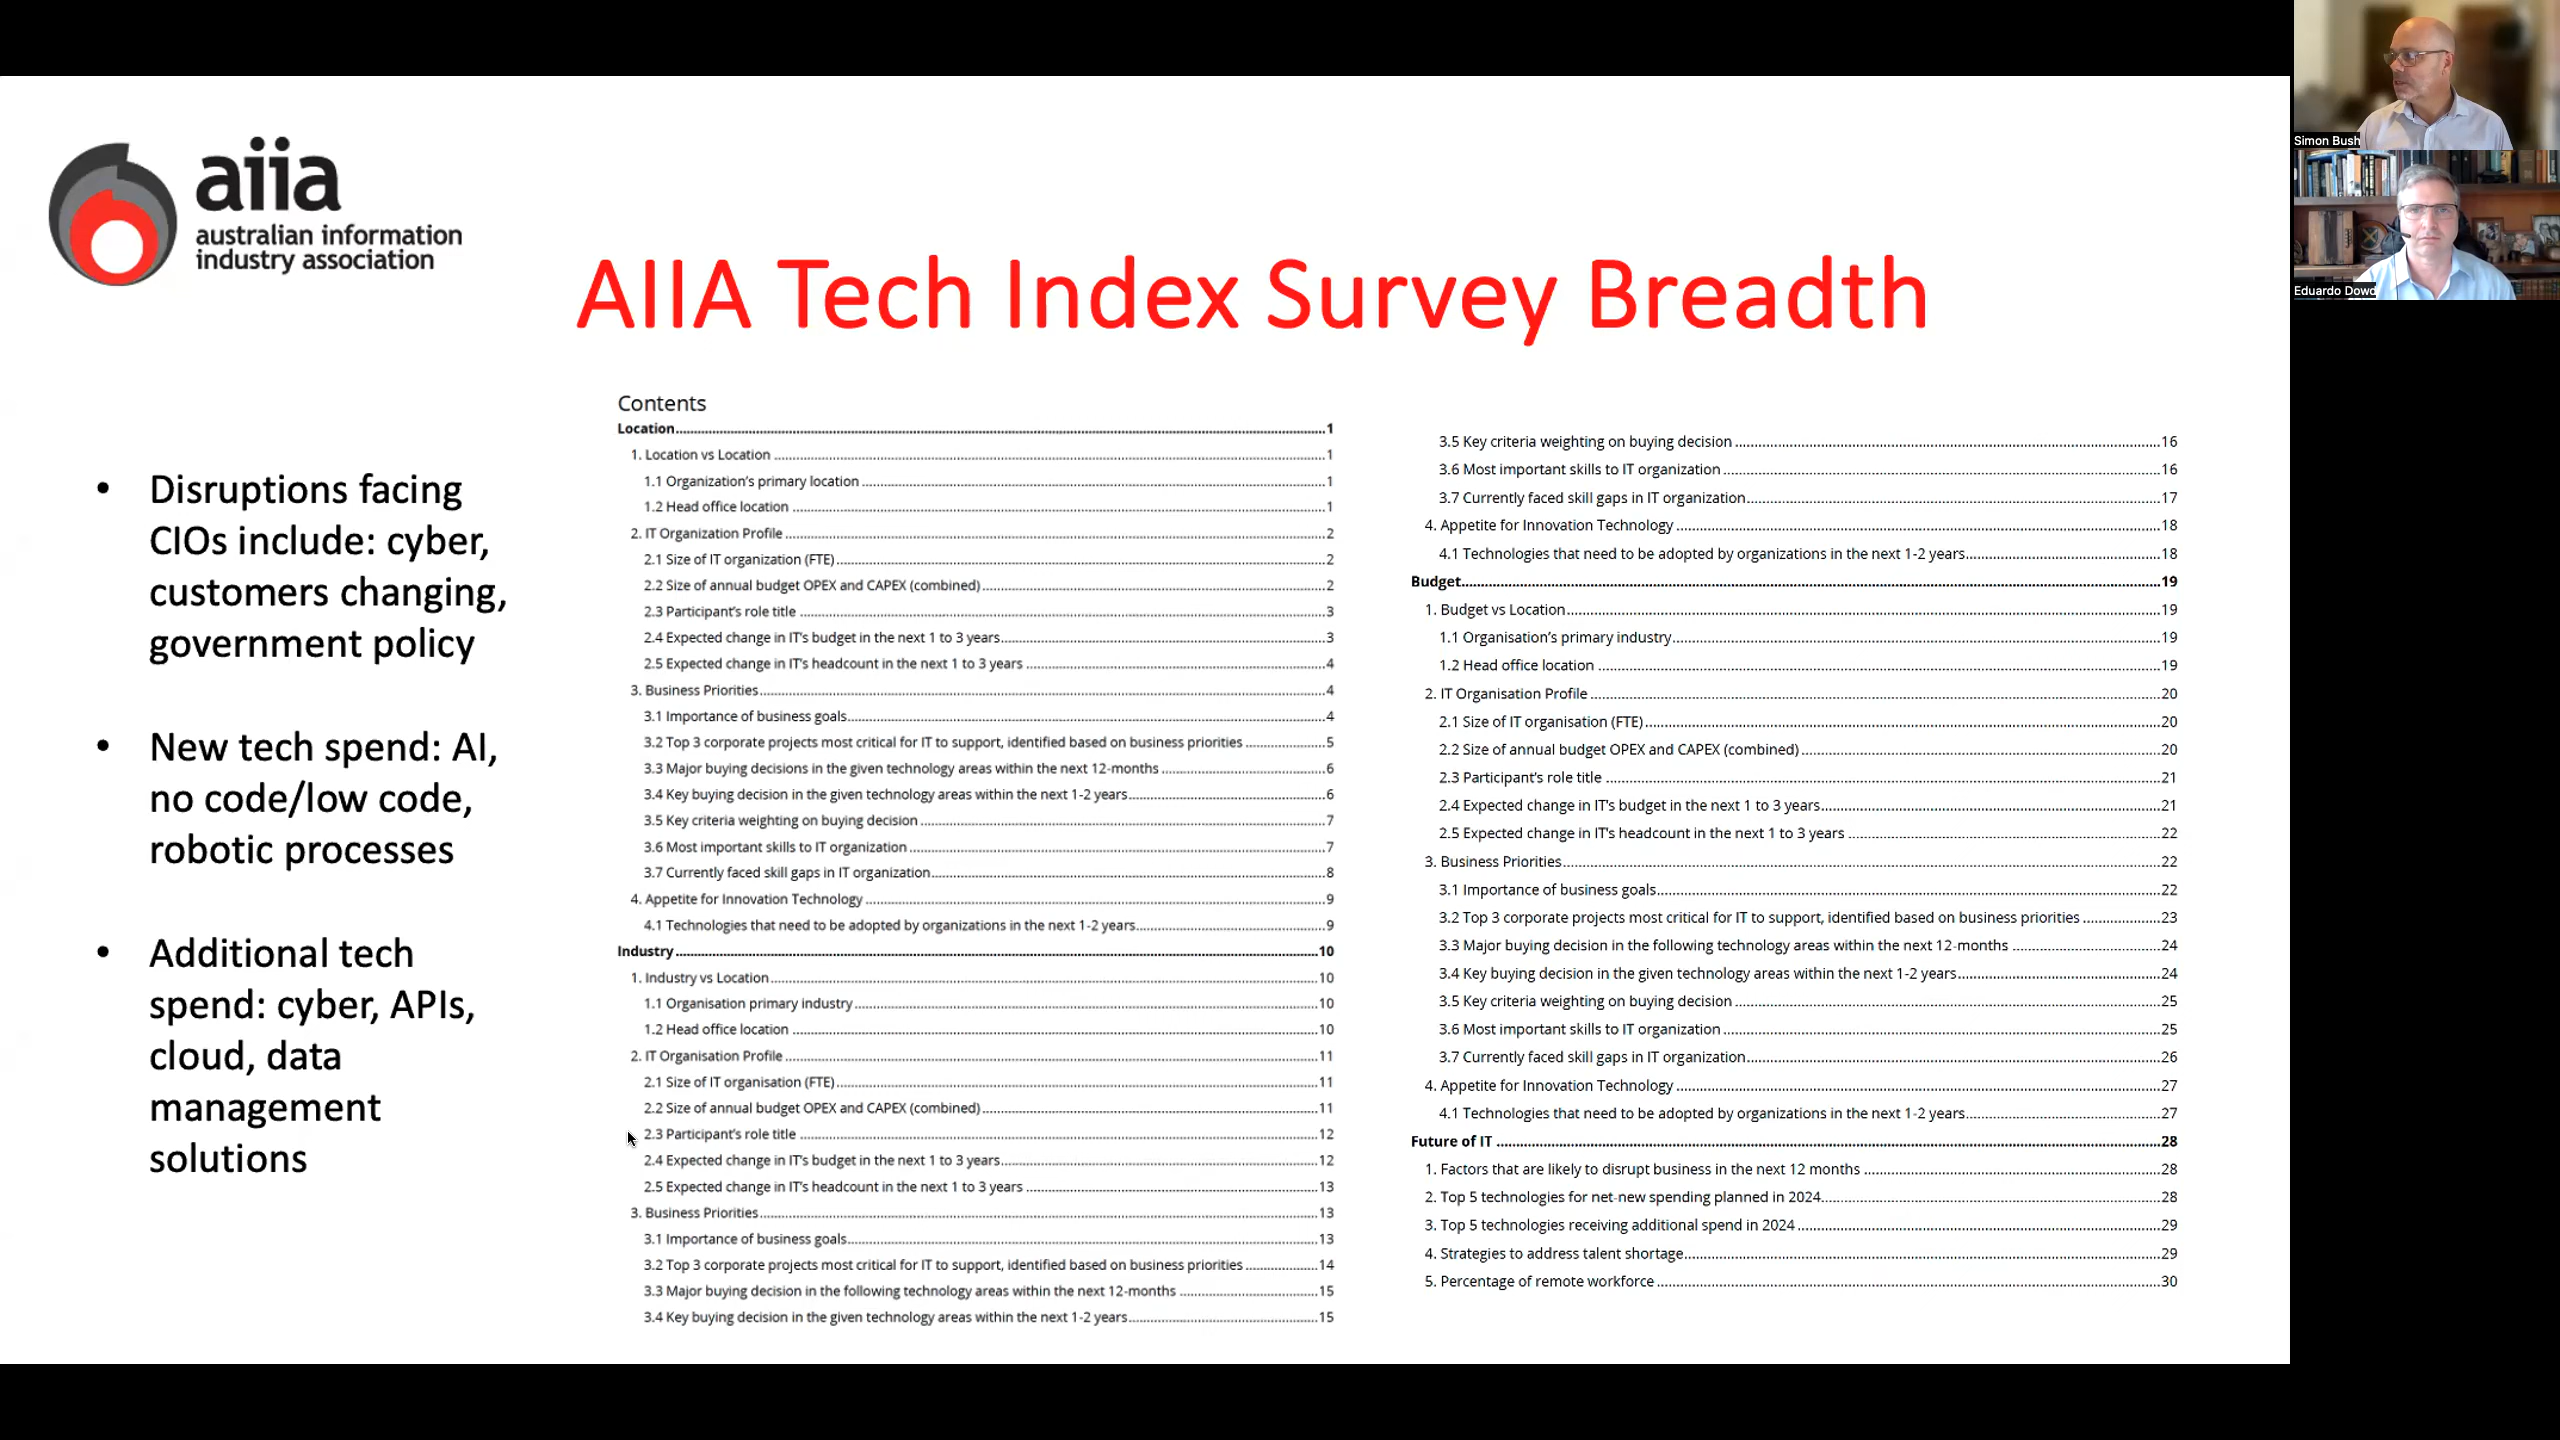 aiia
australian information
industry association
AIIA Tech Index Survey Breadth
• Disruptions facing
CIOs include: cyber,
customers changing,
government policy
• New tech spend: AI,
no code/low code,
robotic processes
• Additional tech
spend: cyber, APIs,
cloud, data
management
solutions
Contents
Location 1
1. Location vs Location 1
1.1 Organization's primary location 1
1.2 Head office location 1
2. IT Organization Profile 2
2.1 Size of IT organization (FTE) 2
2.2 Size of annual budget OPEX and CAPEX (combined) 2
2.3 Participant's role title 3
2.4 Expected change in IT's budget in the next 1 to 3 years 3
2.5 Expected change in IT's headcount in the next 1 to 3 years 4
3. Business Priorities 4
3.1 Importance of business goals 4
3.2 Top 3 corporate projects most critical for IT to support, identified based on business priorities 5
3.3 Major buying decisions in the given technology areas within the next 12-months 6
3.4 Key buying decision in the given technology areas within the next 1-2 years 6
3.5 Key criteria weighting on buying decision 7
3.6 Most important skills to IT organization 7
3.7 Currently faced skill gaps in IT organization 8
4. Appetite for Innovation Technology 9
4.1 Technologies that need to be adopted by organizations in the next 1-2 years 9
Industry 10
1. Industry vs Location 10
1.1 Organisation primary industry 10
1.2 Head office location 10
2. IT Organisation Profile 11
2.1 Size of IT organisation (FTE) 11
2.2 Size of annual budget OPEX and CAPEX (combined) 11
2.3 Participant's role title 12
2.4 Expected change in IT's budget in the next 1 to 3 years 12
2.5 Expected change in IT's headcount in the next 1 to 3 years 13
3. Business Priorities 13
3.1 Importance of business goals 13
3.2 Top 3 corporate projects most critical for IT to support, identified based on business priorities 14
3.3 Major buying decision in the following technology areas within the next 12-months 15
3.4 Key buying decision in the given technology areas within the next 1-2 years 15
3.5 Key criteria weighting on buying decision 16
3.6 Most important skills to IT organization 16
3.7 Currently faced skill gaps in IT organization 17
4. Appetite for Innovation Technology 18
4.1 Technologies that need to be adopted by organizations in the next 1-2 years 18
Budget 19
1. Budget vs Location 19
1.1 Organisation's primary industry 19
1.2 Head office location 19
2. IT Organisation Profile 20
2.1 Size of IT organisation (FTE) 20
2.2 Size of annual budget OPEX and CAPEX (combined) 20
2.3 Participant's role title 21
2.4 Expected change in IT's budget in the next 1 to 3 years 21
2.5 Expected change in IT's headcount in the next 1 to 3 years 22
3. Business Priorities 22
3.1 Importance of business goals 22
3.2 Top 3 corporate projects most critical for IT to support, identified based on business priorities 23
3.3 Major buying decision in the following technology areas within the next 12-months 24
3.4 Key buying decision in the given technology areas within the next 1-2 years 24
3.5 Key criteria weighting on buying decision 25
3.6 Most important skills to IT organization 25
3.7 Currently faced skill gaps in IT organization 26
4. Appetite for Innovation Technology 27
4.1 Technologies that need to be adopted by organizations in the next 1-2 years 27
Future of IT 28
1. Factors that are likely to disrupt business in the next 12 months 28
2. Top 5 technologies for net-new spending planned in 2024 28
3. Top 5 technologies receiving additional spend in 2024 29
4. Strategies to address talent shortage 29
5. Percentage of remote workforce 30
Simon Bush
Eduardo Dowd